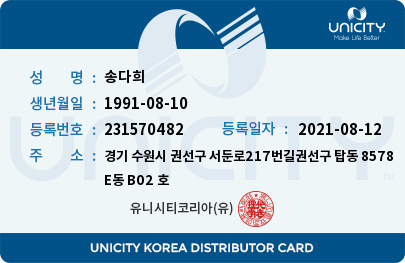 UNICITY
Make Life Better
성 명 : 송다희
생년월일 : 1991-08-10
등록번호 : 231570482 등록일자 : 2021-08-12
주 소 : 경기 수원시 권선구 서둔로217번길권선구 탑동 8578
E동 B02 호
UNICITY™
유니시티코리아(유)
UNICITY KOREA DISTRIBUTOR CARD